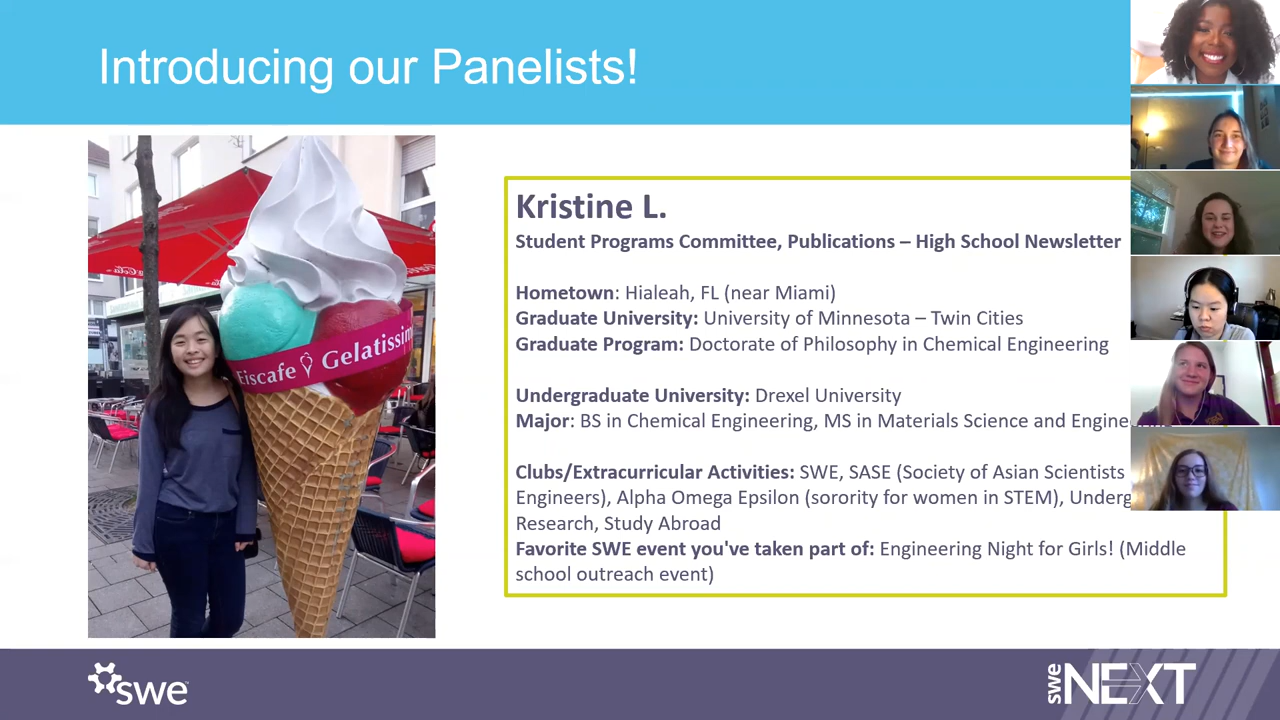 Introducing our Panelists!
Eiscafe Gelatissim
Kristine L.
Student Programs Committee, Publications – High School Newsletter
Hometown: Hialeah, FL (near Miami)
Graduate University: University of Minnesota – Twin Cities
Graduate Program: Doctorate of Philosophy in Chemical Engineering
Undergraduate University: Drexel University
Major: BS in Chemical Engineering, MS in Materials Science and Engine
Clubs/Extracurricular Activities: SWE, SASE (Society of Asian Scientists
Engineers), Alpha Omega Epsilon (sorority for women in STEM), Underg
Research, Study Abroad
Favorite SWE event you've taken part of: Engineering Night for Girls! (Middle
school outreach event)
swe
swe NEXT